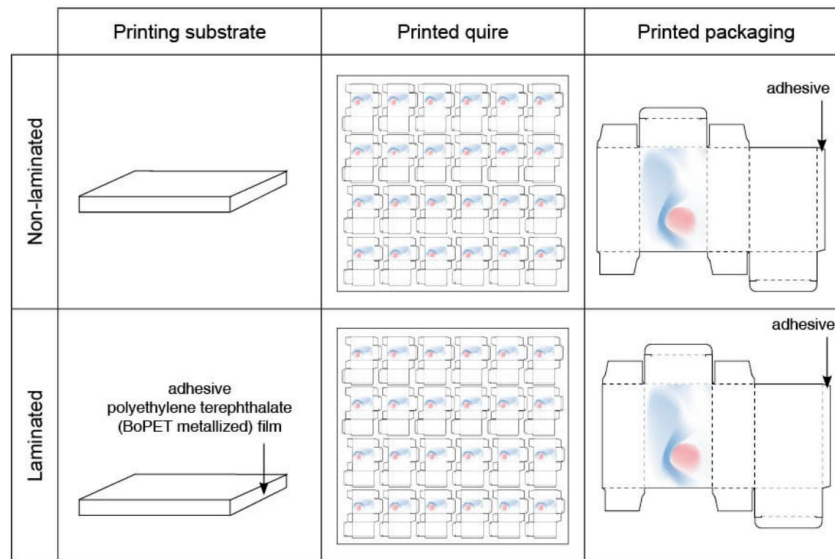 Printing substrate
Printed quire
Printed packaging
Non-laminated
adhesive
Laminated
adhesive
polyethylene terephthalate
(BoPET metallized) film
adhesive